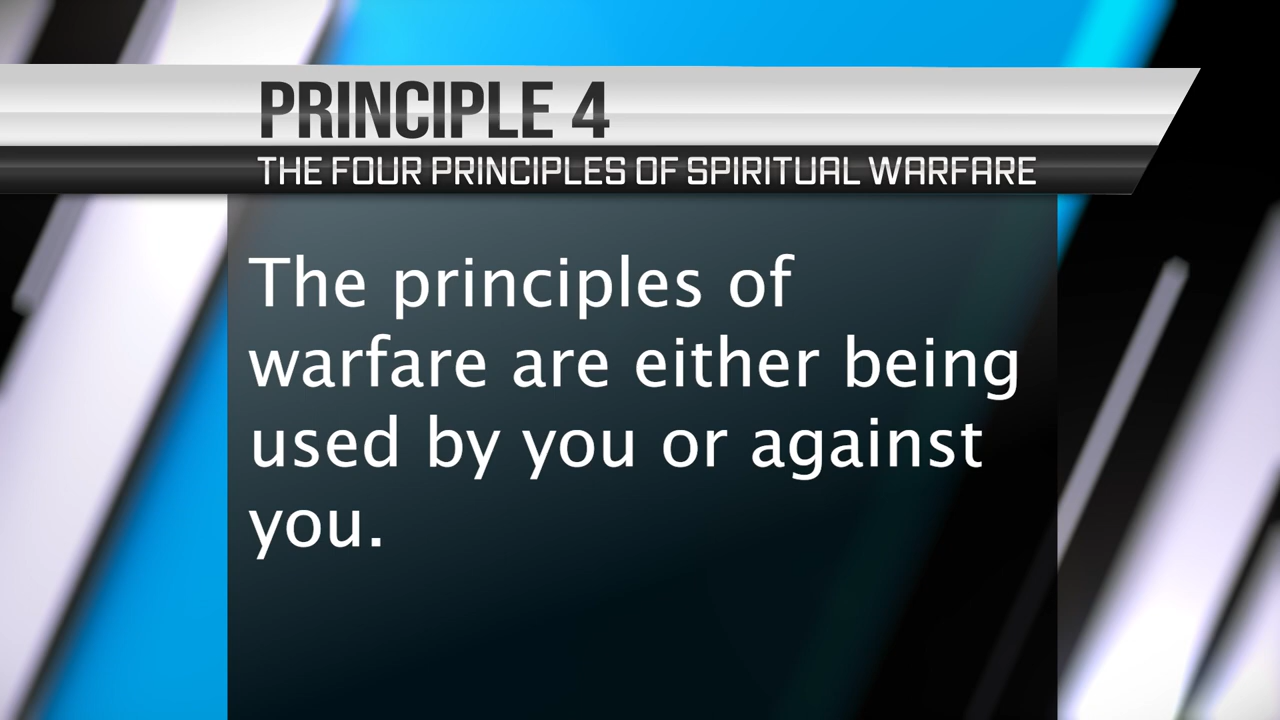 PRINCIPLE 4
THE FOUR PRINCIPLES OF SPIRITUAL WARFARE
The principles of
warfare are either being
used by you or against
you.